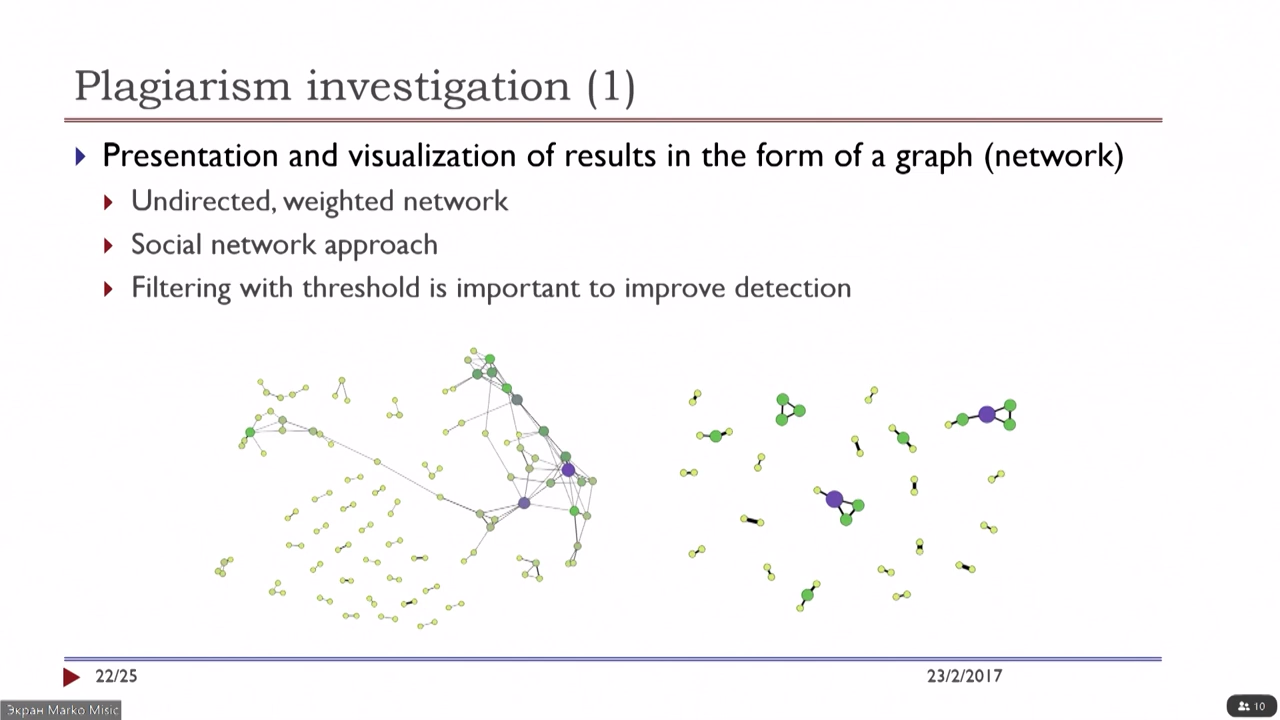 Plagiarism investigation (1)
Presentation and visualization of results in the form of a graph (network)
Undirected, weighted network
Social network approach
Filtering with threshold is important to improve detection
22/25
23/2/2017
Экран Marko Misic
10